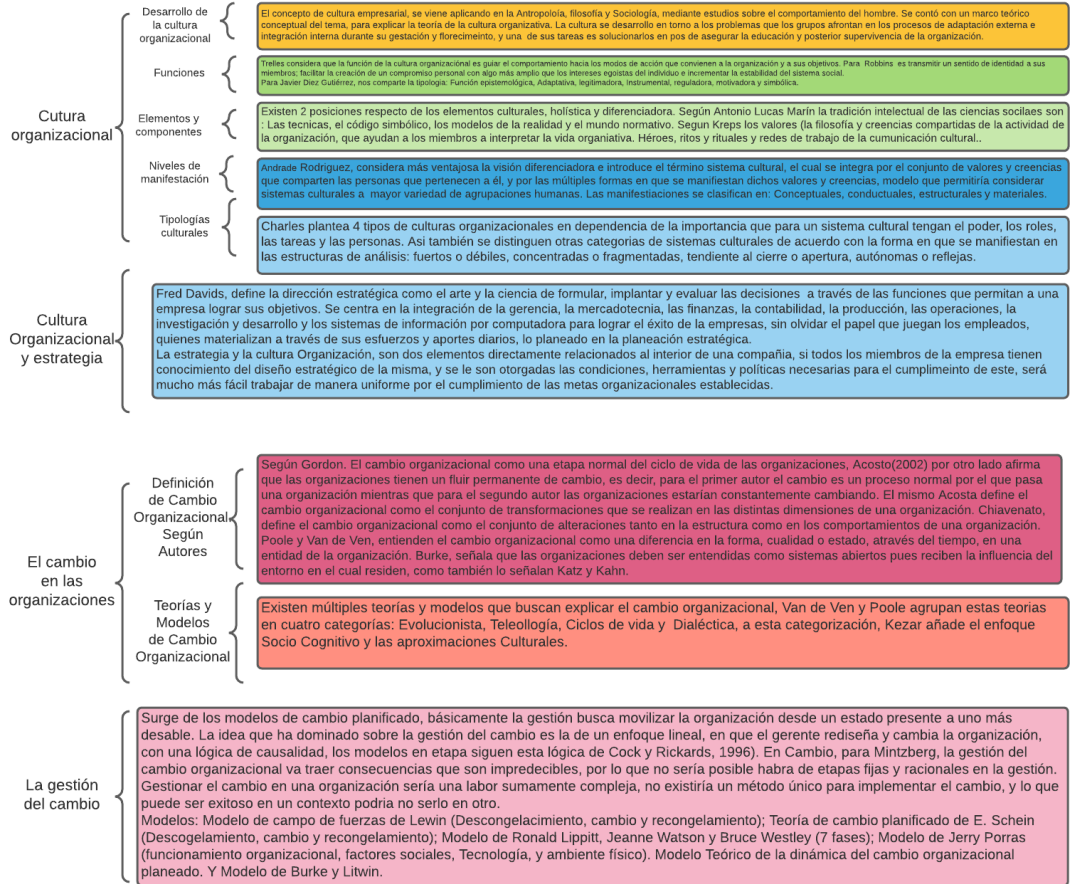 Desarrollo de
la cultura
organizacional
El concepto de cultura empresarial, se viene aplicando en la Antropoloía, filosofía y Sociología, mediante estudios sobre el comportamiento del hombre. Se contó con un marco teórico
conceptual del tema, para explicar la teoría de la cultura organizativa. La cultura se desarrollo en torno a los problemas que los grupos afrontan en los procesos de adaptación externa e
integración interna durante su gestación y florecimeinto, y una  de sus tareas es solucionarlos en pos de asegurar la educación y posterior supervivencia de la organización.
Funciones
Trelles considera que la función de la cultura organizaciónal es guiar el comportamiento hacia los modos de acción que convienen a la organización y a sus objetivos. Para  Robbins  es transmitir un sentido de identidad  a sus
miembros; facilitar la creación de un compromiso personal con algo más amplio que los intereses egoístas del individuo e incrementar la estabilidad del sistema social.
Para Javier Diez Gutiérrez, nos comparte la tipologia: Función epistemológica, Adaptativa, legitimadora, Instrumental, reguladora, motivadora y simbólica.
Cutura
organizacional
Elementos y
componentes
Existen 2 posiciones respecto de los elementos culturales, holística y diferenciadora. Según Antonio Lucas Marín la tradición intelectual de las ciencias socilaes son
: Las tecnicas, el código simbólico, los modelos de la realidad y el mundo normativo. Segun Kreps los valores (la filosofía y creencias compartidas de la actividad de
la organización, que ayudan a los miembros a interpretar la vida organiativa. Héroes, ritos y rituales y redes de trabajo de la cumunicación cultural..
Niveles de
manifestación
Andrade Rodriguez, considera más ventajosa la visión diferenciadora e introduce el término sistema cultural, el cual se integra por el conjunto de valores y creencias
que comparten las personas que pertenecen a él, y por las múltiples formas en que se manifiestan dichos valores y creencias, modelo que permitiría considerar
sistemas culturales a  mayor variedad de agrupaciones humanas. Las manifestiaciones se clasifican en: Conceptuales, conductuales, estructurales y materiales.
Tipologías
culturales
Charles plantea 4 tipos de culturas organizacionales en dependencia de la importancia que para un sistema cultural tengan el poder, los roles,
las tareas y las personas. Asi también se distinguen otras categorias de sistemas culturales de acuerdo con la forma en que se manifiestan en
las estructuras de análisis: fuertos o débiles, concentradas o fragmentadas, tendiente al cierre o apertura, autónomas o reflejas.
Cultura
Organizacional
y estrategia
Fred Davids, define la dirección estratégica como el arte y la ciencia de formular, implantar y evaluar las decisiones  a través de las funciones que permitan a una
empresa lograr sus objetivos. Se centra en la integración de la gerencia, la mercadotecnia, las finanzas, la contabilidad, la producción, las operaciones, la
investigación y desarrollo y los sistemas de información por computadora para lograr el éxito de la empresas, sin olvidar el papel que juegan los empleados,
quienes materializan a través de sus esfuerzos y aportes diarios, lo planeado en la planeación estratégica.
La estrategia y la cultura Organización, son dos elementos directamente relacionados al interior de una compañia, si todos los miembros de la empresa tienen
conocimiento del diseño estratégico de la misma, y se le son otorgadas las condiciones, herramientas y políticas necesarias para el cumplimeinto de este, será
mucho más fácil trabajar de manera uniforme por el cumplimiento de las metas organizacionales establecidas.
Definición
de Cambio
Organizacional
Según
Autores
Según Gordon. El cambio organizacional como una etapa normal del ciclo de vida de las organizaciones, Acosto(2002) por otro lado afirma
que las organizaciones tienen un fluir permanente de cambio, es decir, para el primer autor el cambio es un proceso normal por el que pasa
una organización mientras que para el segundo autor las organizaciones estarían constantemente cambiando. El mismo Acosta define el
cambio organizacional como el conjunto de transformaciones que se realizan en las distintas dimensiones de una organización. Chiavenato,
define el cambio organizacional como el conjunto de alteraciones tanto en la estructura como en los comportamientos de una organización.
Poole y Van de Ven, entienden el cambio organizacional como una diferencia en la forma, cualidad o estado, através del tiempo, en una
entidad de la organización. Burke, señala que las organizaciones deben ser entendidas como sistemas abiertos pues reciben la influencia del
entorno en el cual residen, como también lo señalan Katz y Kahn.
El cambio
en las
organizaciones
Teorías y
Modelos
de Cambio
Organizacional
Existen múltiples teorías y modelos que buscan explicar el cambio organizacional, Van de Ven y Poole agrupan estas teorias
en cuatro categorías: Evolucionista, Teleollogía, Ciclos de vida y  Dialéctica, a esta categorización, Kezar añade el enfoque
Socio Cognitivo y las aproximaciones Culturales.
La gestión
del cambio
Surge de los modelos de cambio planificado, básicamente la gestión busca movilizar la organización desde un estado presente a uno más
desable. La idea que ha dominado sobre la gestión del cambio es la de un enfoque lineal, en que el gerente rediseña y cambia la organización,
con una lógica de causalidad, los modelos en etapa siguen esta lógica de Cock y Rickards, 1996). En Cambio, para Mintzberg, la gestión del
cambio organizacional va traer consecuencias que son impredecibles, por lo que no sería posible habra de etapas fijas y racionales en la gestión.
Gestionar el cambio en una organización sería una labor sumamente compleja, no existiría un método único para implementar el cambio, y lo que
puede ser exitoso en un contexto podria no serlo en otro.
Modelos: Modelo de campo de fuerzas de Lewin (Descongelacimiento, cambio y recongelamiento); Teoría de cambio planificado de E. Schein
(Descogelamiento, cambio y recongelamiento); Modelo de Ronald Lippitt, Jeanne Watson y Bruce Westley (7 fases); Modelo de Jerry Porras
(funcionamiento organizacional, factores sociales, Tecnología, y ambiente físico). Modelo Teórico de la dinámica del cambio organizacional
planeado. Y Modelo de Burke y Litwin.